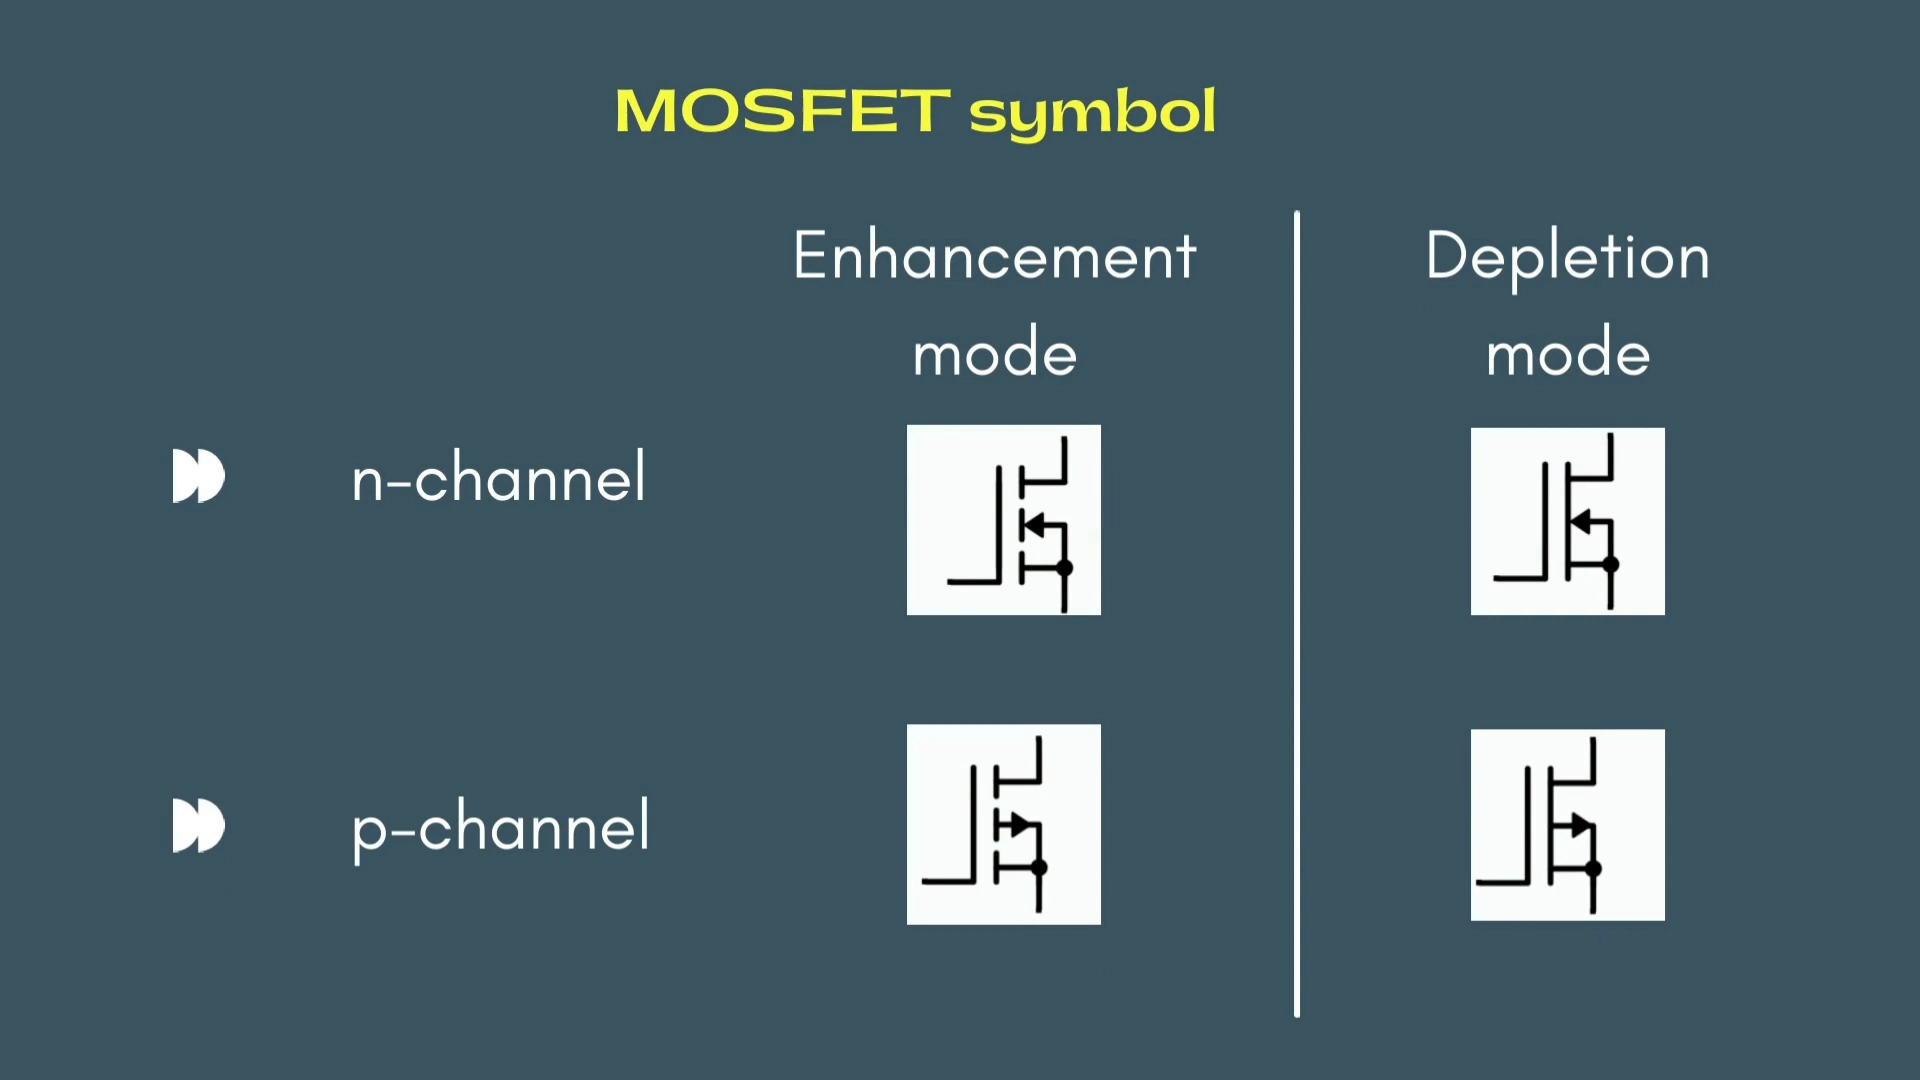 MOSFET symbol
Enhancement
mode
Depletion
mode
n-channel
p-channel